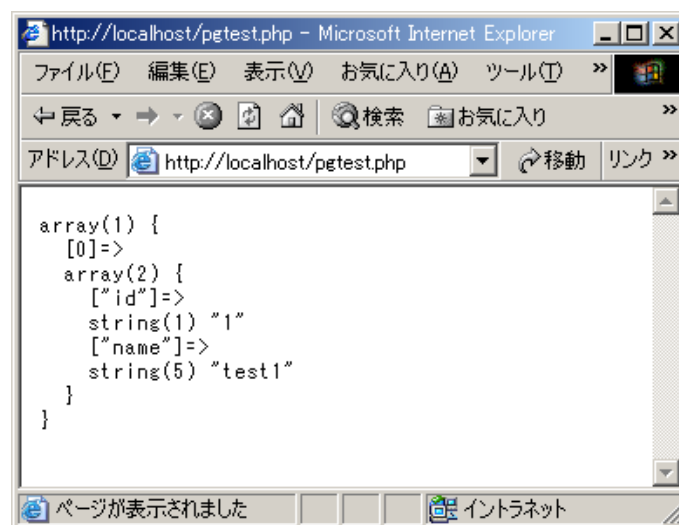 http://localhost/pgtest.php - Microsoft Internet Explorer
ファイル(F) 編集(E) 表示(V) お気に入り(A) ツール(T) »
戻る 検索 お気に入り »
アドレス(D) http://localhost/pgtest.php 移動 リンク »
array(1) {
[0]=>
array(2) {
["id"]=>
string(1) "1"
["name"]=>
string(5) "test1"
}
}
ページが表示されました イントラネット